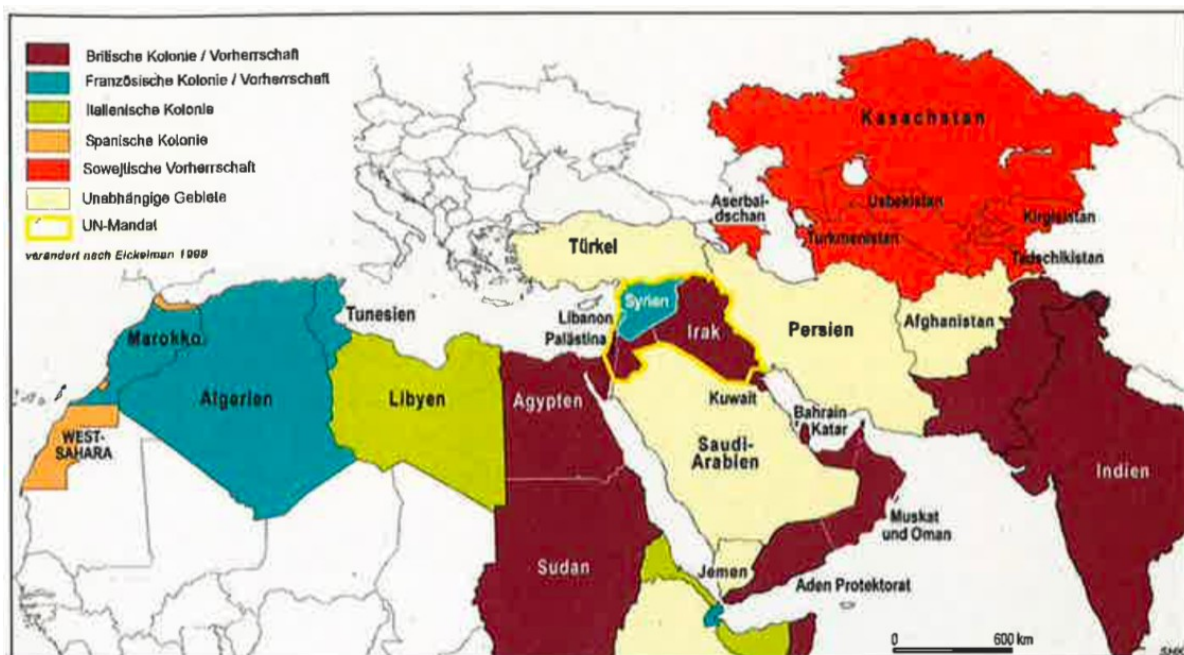 Britische Kolonie / Vorherrschaft
Französische Kolonie / Vorherrschaft
Italienische Kolonie
Spanische Kolonie
Sowjetische Vorherrschaft
Unabhängige Gebiete
UN-Mandat
verändert nach Eickelman 1998
Kasachstan
Aserbai-
dschan
Usbekistan
Kirgisistan
Turkmenistan
Tadschikistan
Türkei
Tunesien
Marokko
Libanon
Syrien
Palästina
Irak
Persien
Afghanistan
Algerien
Libyen
Ägypten
Kuwait
Bahrain
Katar
WEST-
SAHARA
Saudi-
Arabien
Indien
Muskat
und Oman
Sudan
Jemen
Aden Protektorat
0 600 km